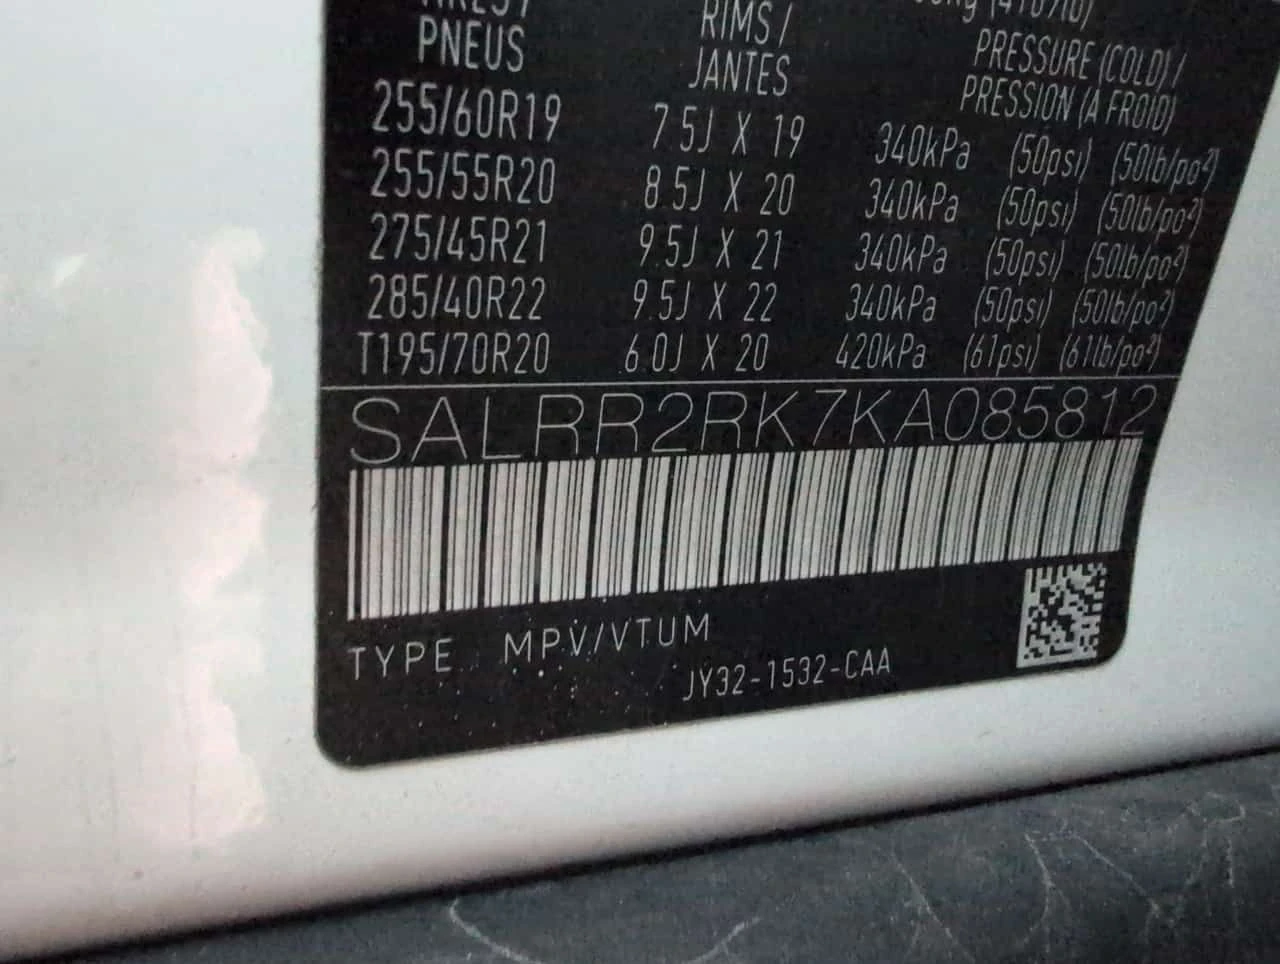 PNEUS
RIMS /
JANTES
PRESSURE (COLD) /
PRESSION (A FROID)
255/60R19 7.5J X 19 340kPa (50psi) (50lb/po²)
255/55R20 8.5J X 20 340kPa (50psi) (50lb/po²)
275/45R21 9.5J X 21 340kPa (50psi) (50lb/po²)
285/40R22 9.5J X 22 340kPa (50psi) (50lb/po²)
T195/70R20 6.0J X 20 420kPa (61psi) (61lb/po²)
SALRR2RK7KA085812
TYPE MPV/VTUM
JY32-1532-CAA